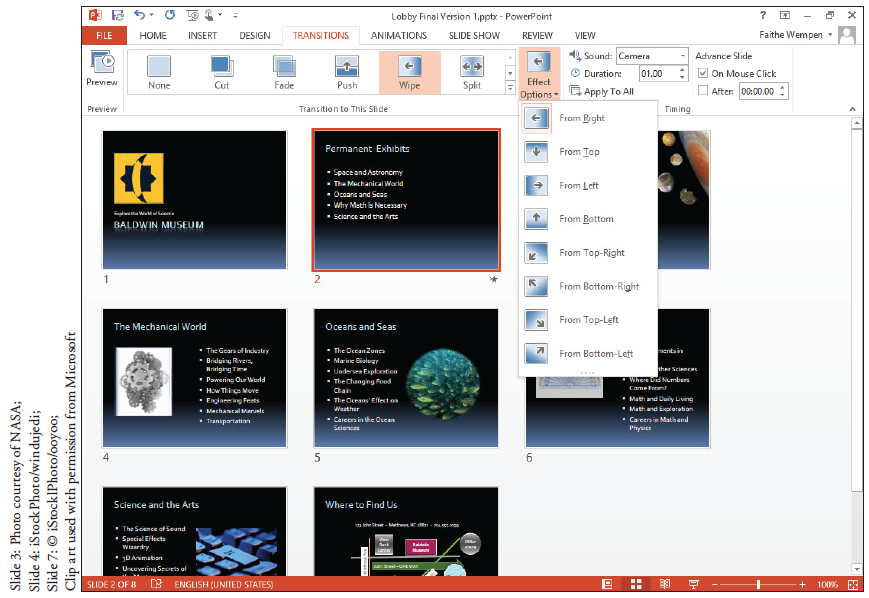 Lobby Final Version 1.pptx - PowerPoint
?
FILE HOME INSERT DESIGN TRANSITIONS ANIMATIONS SLIDE SHOW REVIEW VIEW
Faithe Wempen
Preview
None Cut Fade Push Wipe Split
Effect
Options
Sound: Camera
Duration: 01.00
Apply To All
Advance Slide
On Mouse Click
After: 00:00.00
Preview
Transition to This Slide
Timing
From Right
From Top
From Left
From Bottom
From Top-Right
From Bottom-Right
From Top-Left
From Bottom-Left
Explore the World of Science
BALDWIN MUSEUM
1
Permanent Exhibits
Space and Astronomy
The Mechanical World
Oceans and Seas
Why Math Is Necessary
Science and the Arts
2
The Mechanical World
The Gears of Industry
Bridging Rivers,
Bridging Time
Powering Our World
How Things Move
Engineering Feats
Mechanical Marvels
Transportation
4
Oceans and Seas
The Ocean Zones
Marine Biology
Undersea Exploration
The Changing Food
Chain
The Oceans' Effect on
Weather
Careers in the Ocean
Sciences
5
ments in
ther Sciences
Where Did Numbers
Come From?
Math and Daily Living
Math and Exploration
Careers in Math and
Physics
6
Science and the Arts
The Science of Sound
Special Effects
Wizardry
3D Animation
Uncovering Secrets of
Where to Find Us
Baldwin
Museum
SLIDE 2 OF 8 ENGLISH (UNITED STATES)
100%
Slide 3: Photo courtesy of NASA;
Slide 4: iStockPhoto/windujedi;
Slide 7: © iStocklPhoto/ooyoo;
Clip art used with permission from Microsoft